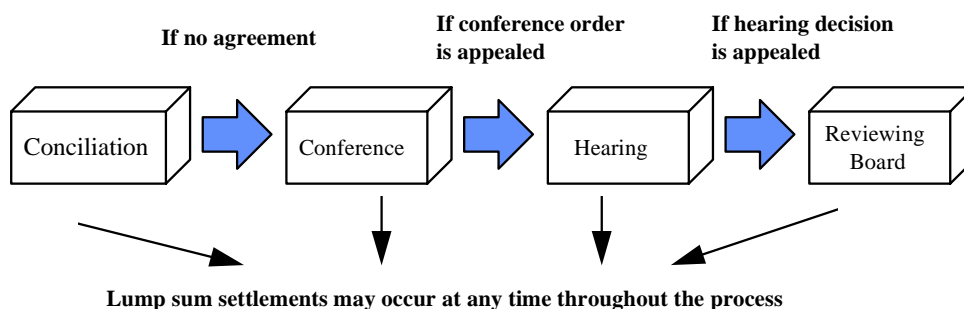 If no agreement
If conference order
is appealed
If hearing decision
is appealed
Conciliation
Conference
Hearing
Reviewing
Board
Lump sum settlements may occur at any time throughout the process